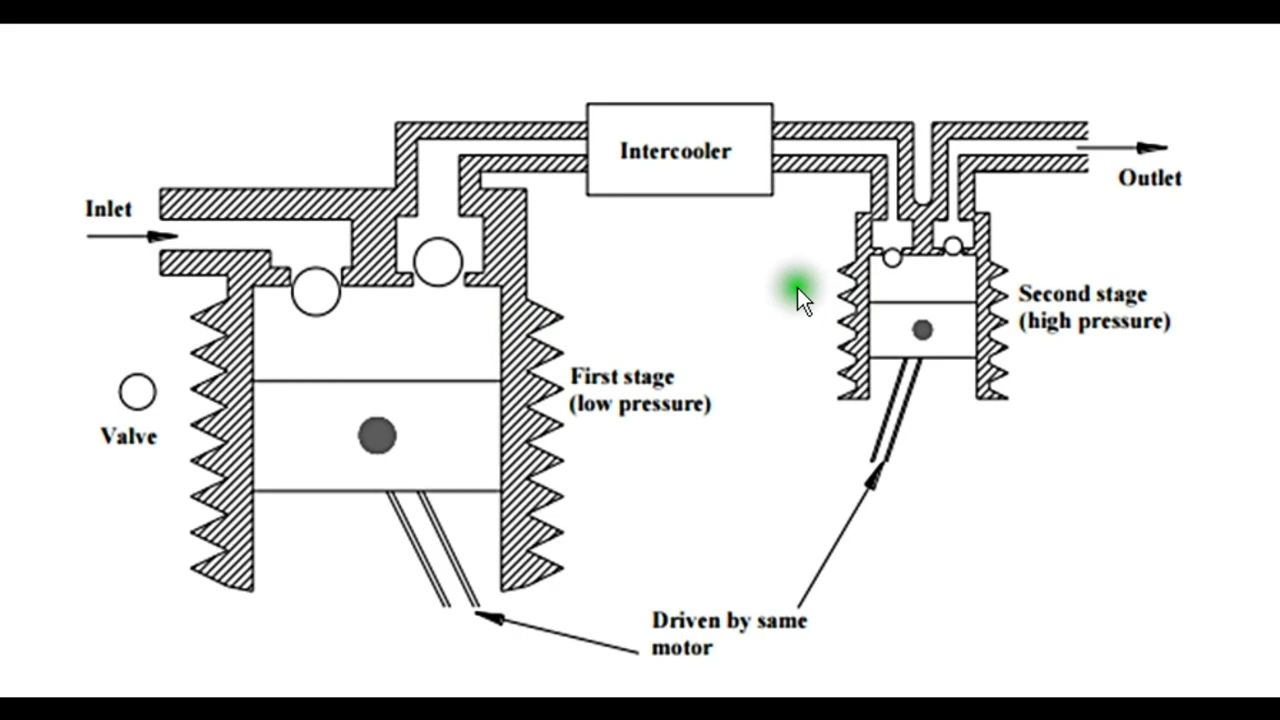 Intercooler
Inlet
Outlet
Second stage
(high pressure)
First stage
(low pressure)
Valve
Driven by same
motor